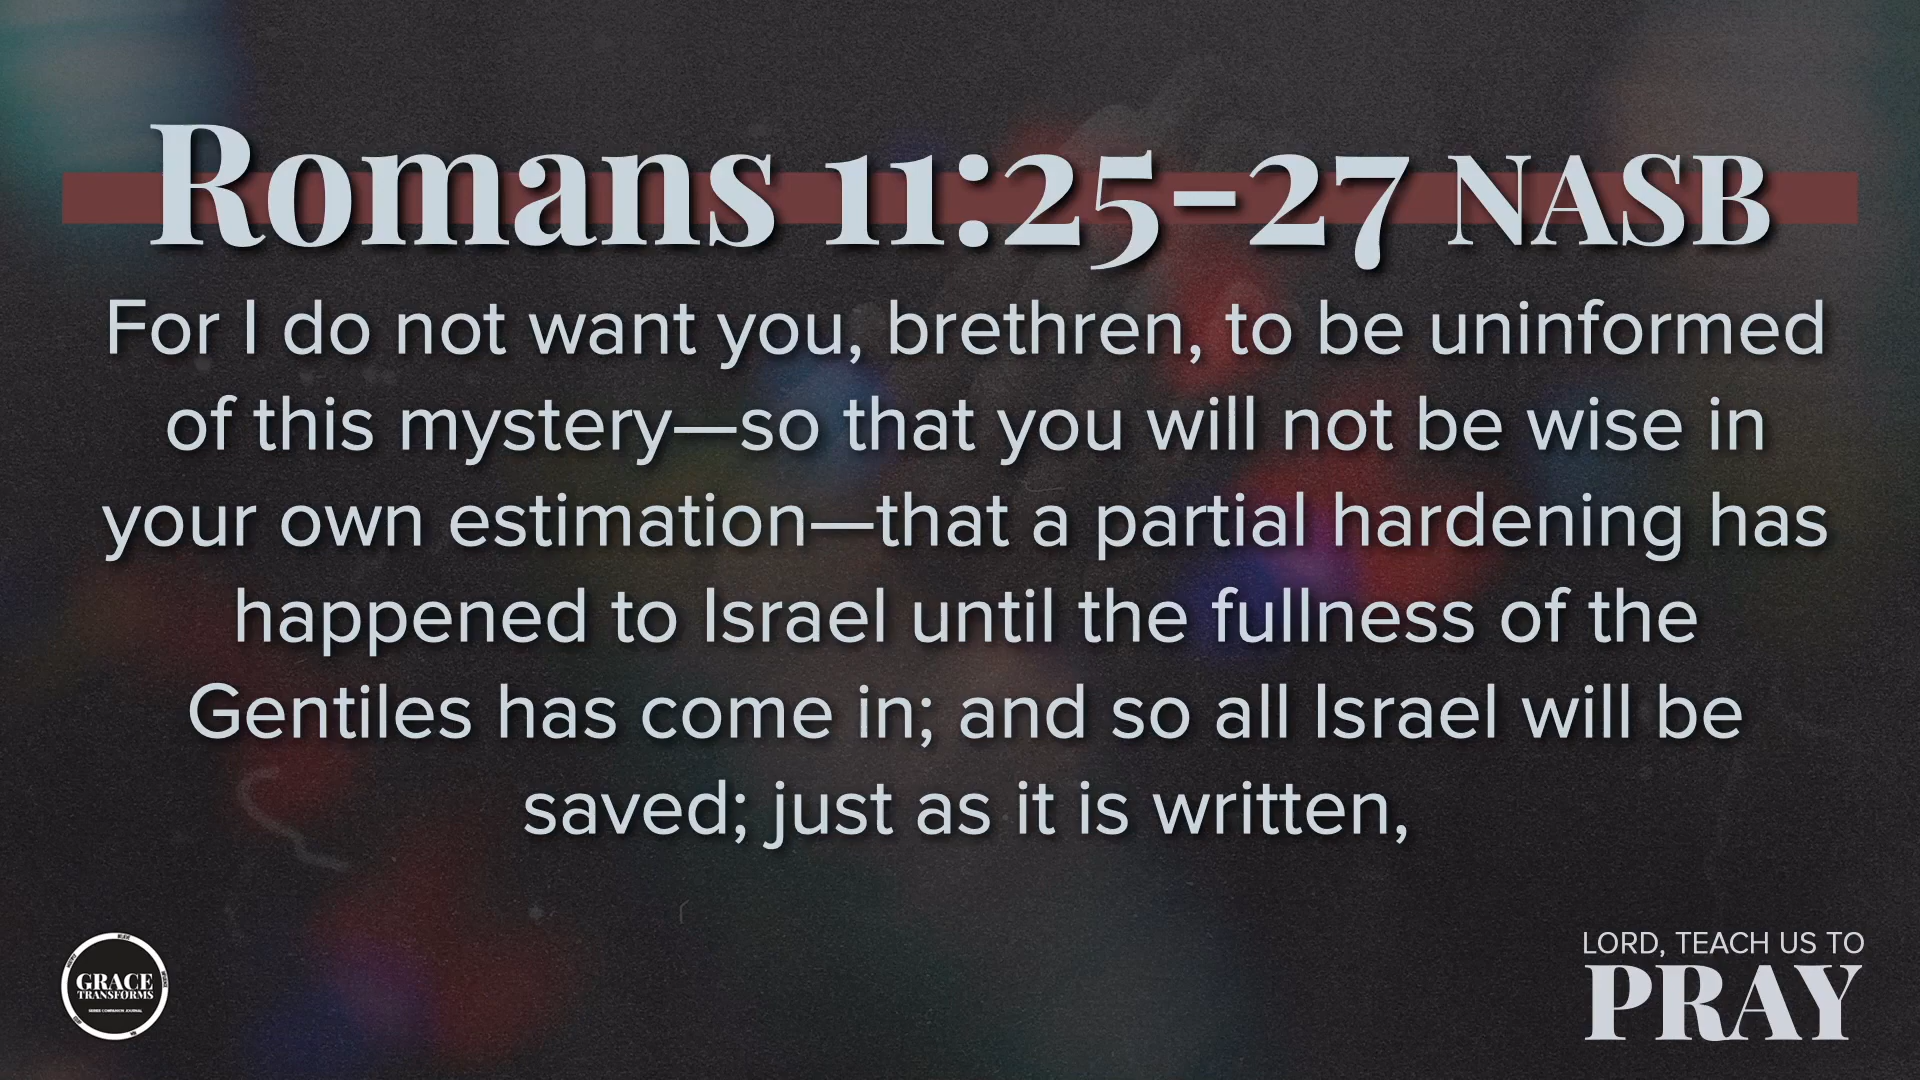 Romans 11:25-27 NASB
For I do not want you, brethren, to be uninformed
of this mystery—so that you will not be wise in
your own estimation—that a partial hardening has
happened to Israel until the fullness of the
Gentiles has come in; and so all Israel will be
saved; just as it is written,
GRACE
TRANSFORMS
SERIES COMPANION JOURNAL
LORD, TEACH US TO
PRAY